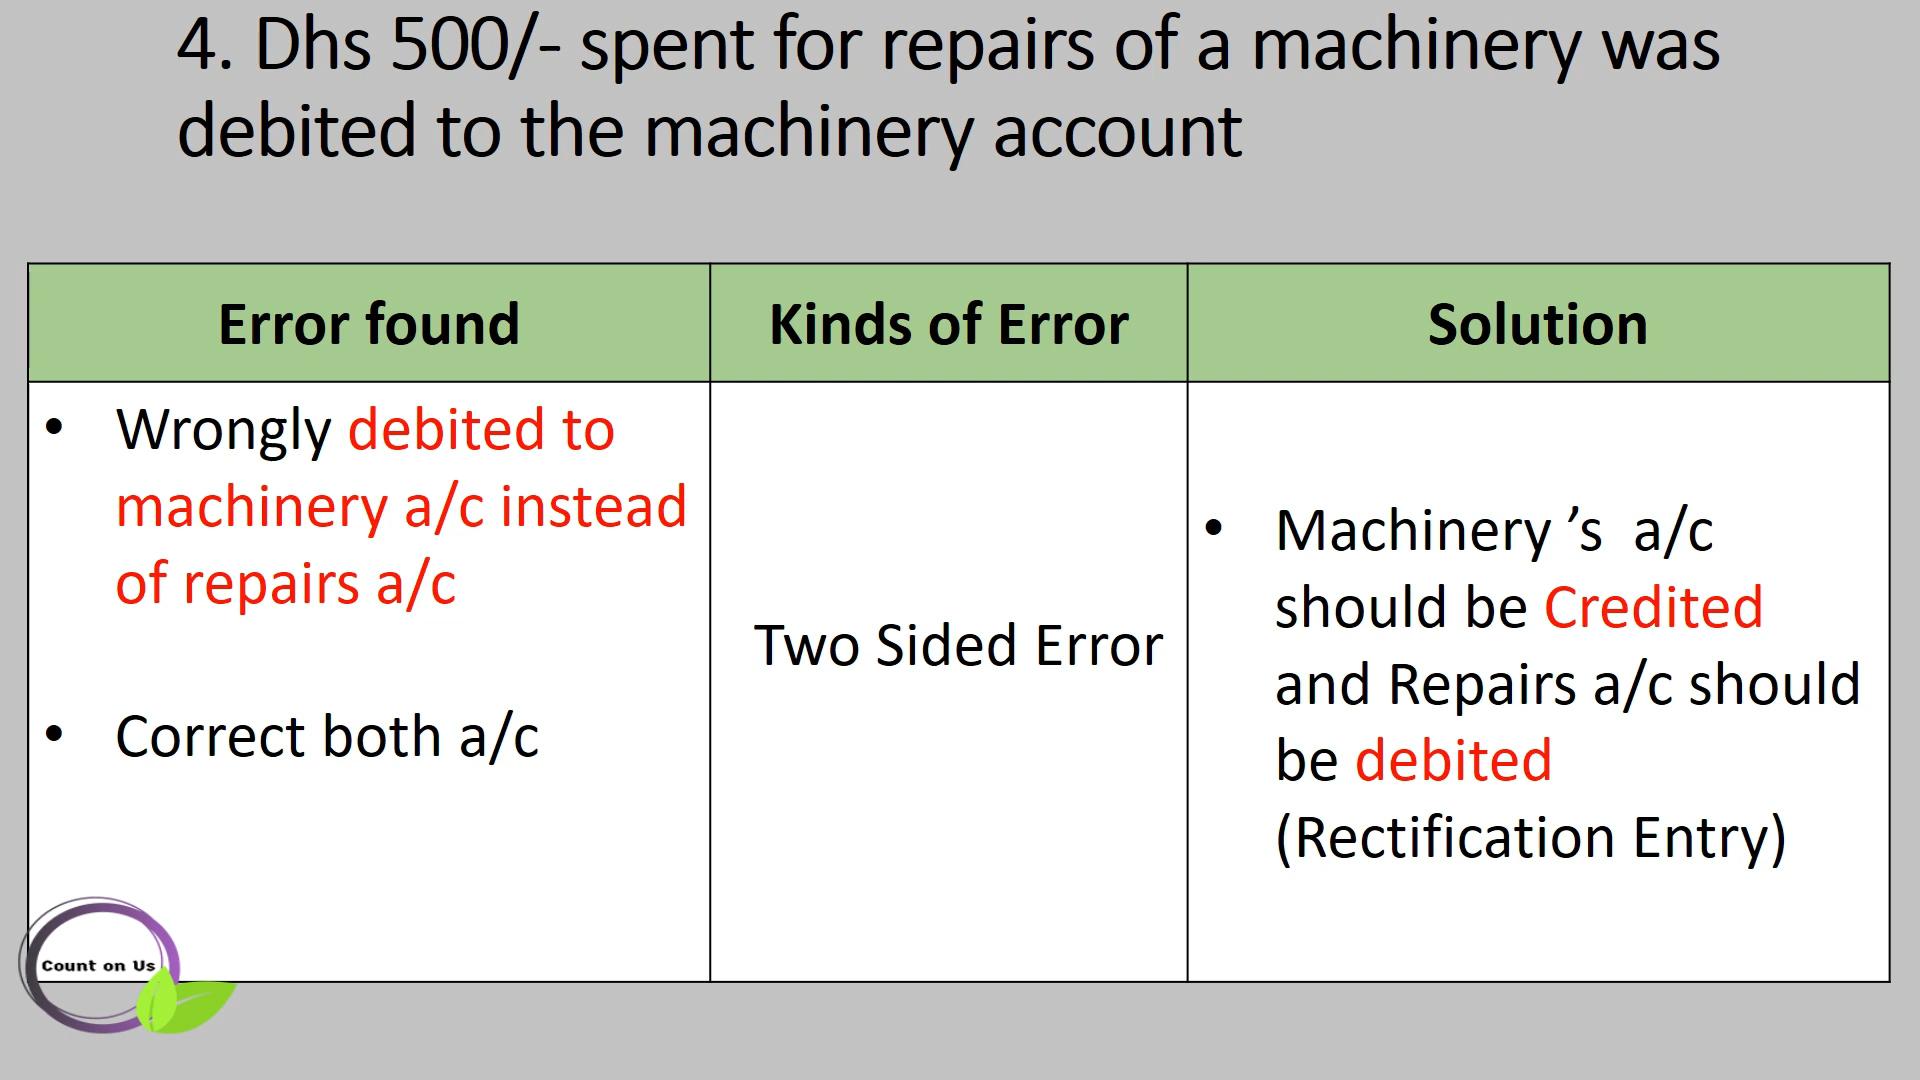 4. Dhs 500/- spent for repairs of a machinery was
debited to the machinery account
Error found
Kinds of Error
Solution
• Wrongly debited to
machinery a/c instead
of repairs a/c
• Correct both a/c
Two Sided Error
• Machinery ’s  a/c
should be Credited
and Repairs a/c should
be debited
(Rectification Entry)
Count on Us